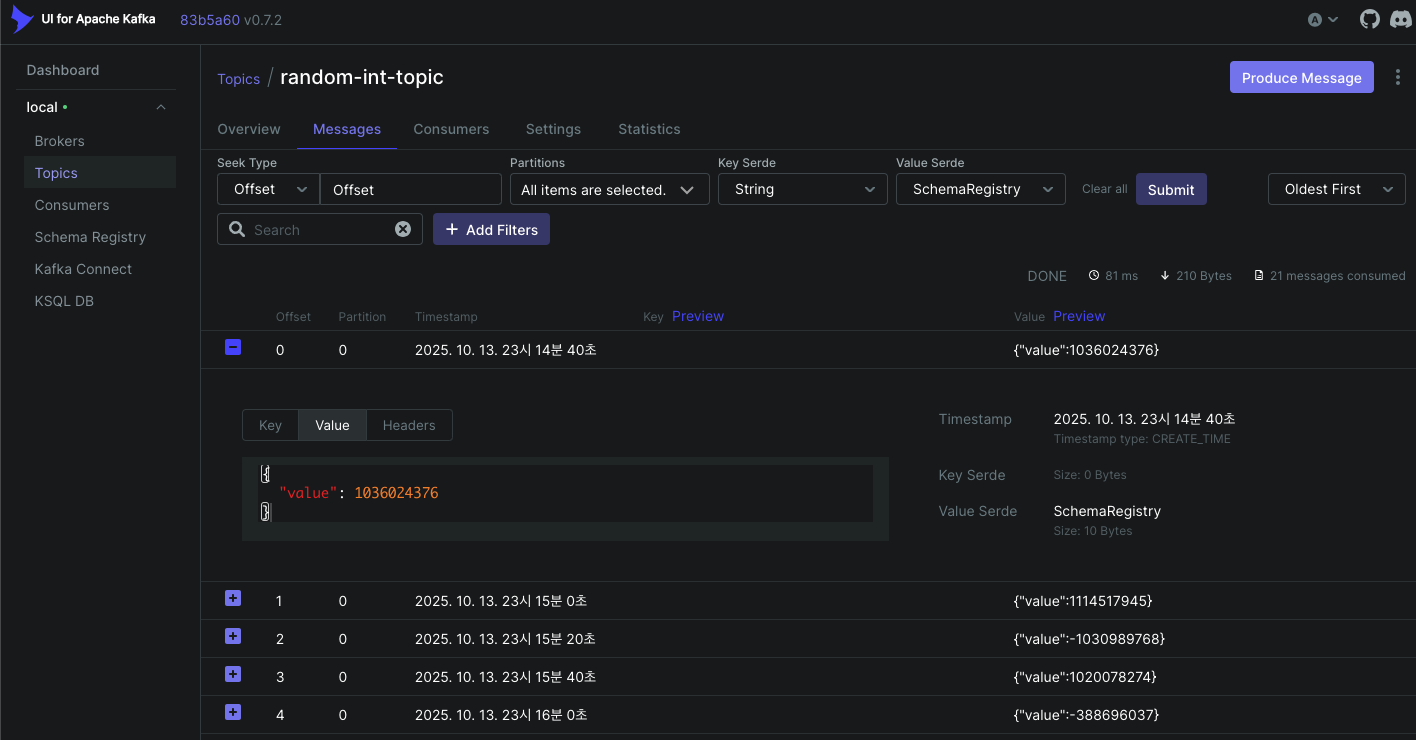 UI for Apache Kafka 83b5a60 v0.7.2 A
Dashboard
local
Brokers
Topics
Consumers
Schema Registry
Kafka Connect
KSQL DB
Topics / random-int-topic
Produce Message
Overview Messages Consumers Settings Statistics
Seek Type Partitions Key Serde Value Serde
Offset Offset All items are selected. String SchemaRegistry Clear all Submit Oldest First
Search + Add Filters
DONE 81 ms 210 Bytes 21 messages consumed
Offset Partition Timestamp Key Preview Value Preview
0 0 2025. 10. 13. 23시 14분 40초 {"value":1036024376}
Key Value Headers
{
"value": 1036024376
}
Timestamp 2025. 10. 13. 23시 14분 40초
Timestamp type: CREATE_TIME
Key Serde Size: 0 Bytes
Value Serde SchemaRegistry
Size: 10 Bytes
1 0 2025. 10. 13. 23시 15분 0초 {"value":1114517945}
2 0 2025. 10. 13. 23시 15분 20초 {"value":-1030989768}
3 0 2025. 10. 13. 23시 15분 40초 {"value":1020078274}
4 0 2025. 10. 13. 23시 16분 0초 {"value":-388696037}